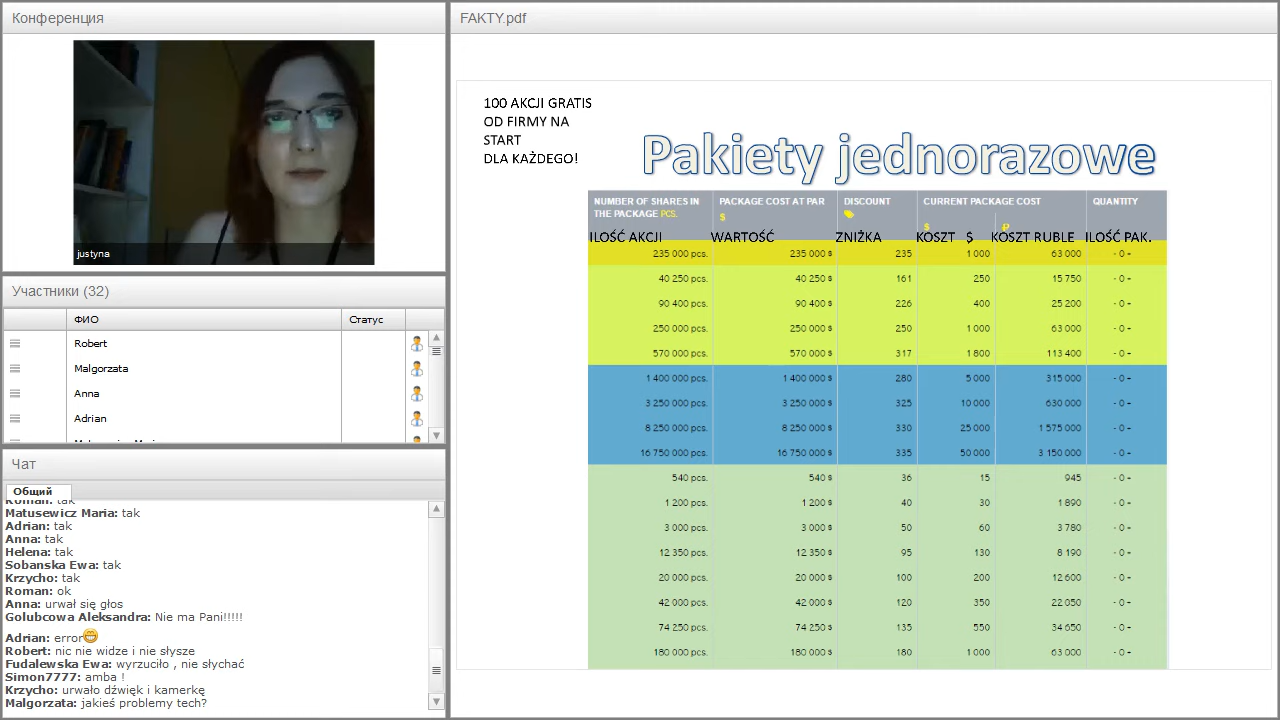 Конференция
justyna
Участники (32)
ФИО Статус
Robert
Malgorzata
Anna
Adrian
Чат
Общий
Roman: tak
Matusewicz Maria: tak
Adrian: tak
Anna: tak
Helena: tak
Sobanska Ewa: tak
Krzycho: tak
Roman: ok
Anna: urwał się głos
Golubcowa Aleksandra: Nie ma Pani!!!!!
Adrian: error
Robert: nic nie widze i nie słysze
Fudalewska Ewa: wyrzuciło , nie słychać
Simon7777: amba !
Krzycho: urwało dźwięk i kamerkę
Malgorzata: jakieś problemy tech?
FAKTY.pdf
100 AKCJI GRATIS
OD FIRMY NA
START
DLA KAŻDEGO!
Pakiety jednorazowe
NUMBER OF SHARES IN THE PACKAGE PCS. PACKAGE COST AT PAR $ DISCOUNT CURRENT PACKAGE COST $ ₽ QUANTITY
ILOŚĆ AKCJI WARTOŚĆ ZNIŻKA KOSZT $ KOSZT RUBLE ILOŚĆ PAK.
235 000 pcs. 235 000 $ 235 1 000 63 000 - 0 +
40 250 pcs. 40 250 $ 161 250 15 750 - 0 +
90 400 pcs. 90 400 $ 226 400 25 200 - 0 +
250 000 pcs. 250 000 $ 250 1 000 63 000 - 0 +
570 000 pcs. 570 000 $ 317 1 800 113 400 - 0 +
1 400 000 pcs. 1 400 000 $ 280 5 000 315 000 - 0 +
3 250 000 pcs. 3 250 000 $ 325 10 000 630 000 - 0 +
8 250 000 pcs. 8 250 000 $ 330 25 000 1 575 000 - 0 +
16 750 000 pcs. 16 750 000 $ 335 50 000 3 150 000 - 0 +
540 pcs. 540 $ 36 15 945 - 0 +
1 200 pcs. 1 200 $ 40 30 1 890 - 0 +
3 000 pcs. 3 000 $ 50 60 3 780 - 0 +
12 350 pcs. 12 350 $ 95 130 8 190 - 0 +
20 000 pcs. 20 000 $ 100 200 12 600 - 0 +
42 000 pcs. 42 000 $ 120 350 22 050 - 0 +
74 250 pcs. 74 250 $ 135 550 34 650 - 0 +
180 000 pcs. 180 000 $ 180 1 000 63 000 - 0 +